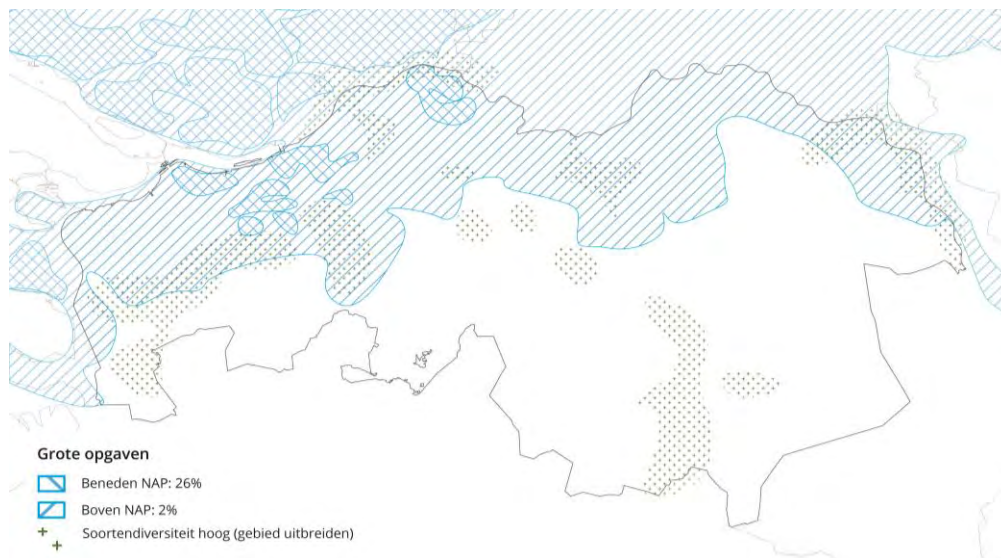 Grote opgaven
Beneden NAP: 26%
Boven NAP: 2%
Soortendiversiteit hoog (gebied uitbreiden)